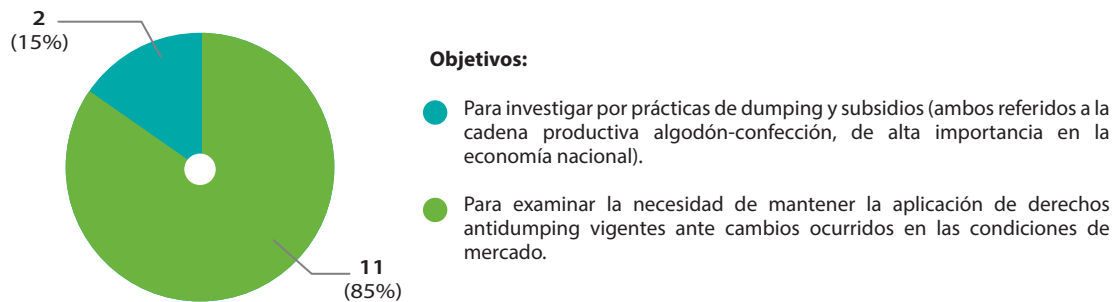 2
(15%)
Objetivos:
Para investigar por prácticas de dumping y subsidios (ambos referidos a la
cadena productiva algodón-confección, de alta importancia en la
economía nacional).
Para examinar la necesidad de mantener la aplicación de derechos
antidumping vigentes ante cambios ocurridos en las condiciones de
mercado.
11
(85%)